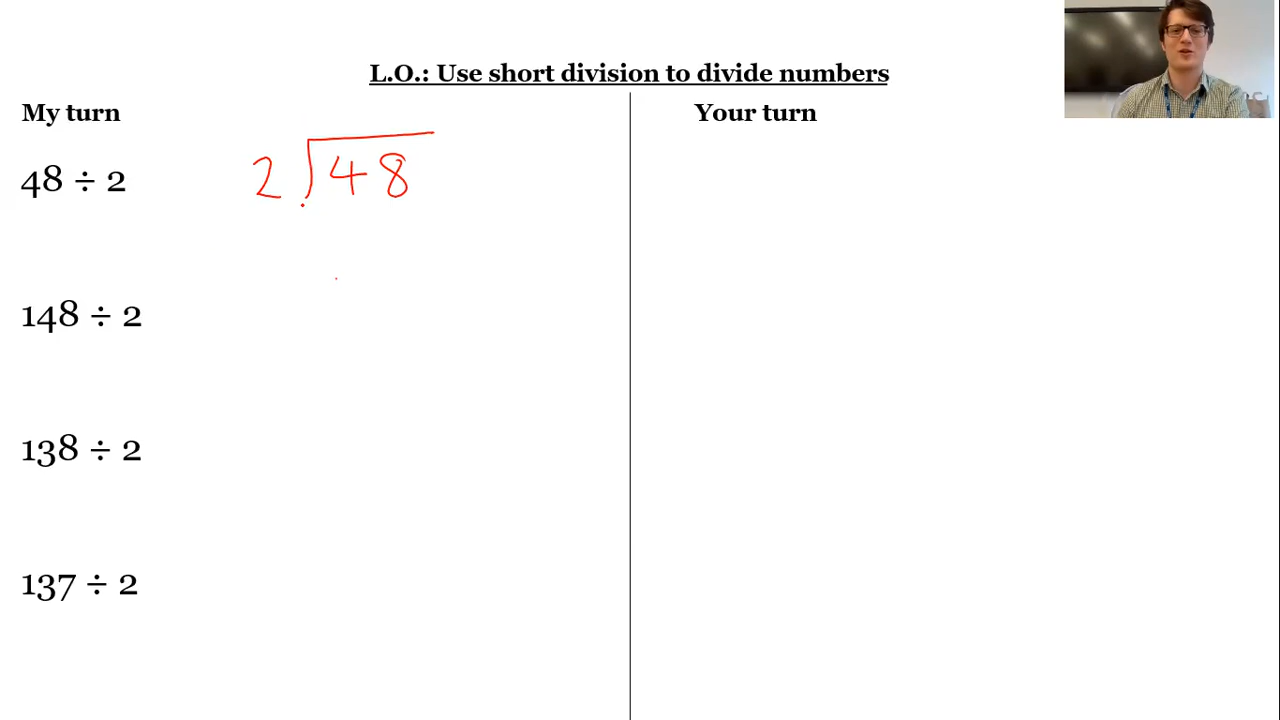 L.O.: Use short division to divide numbers
My turn
Your turn
48 ÷ 2
2 48
148 ÷ 2
138 ÷ 2
137 ÷ 2